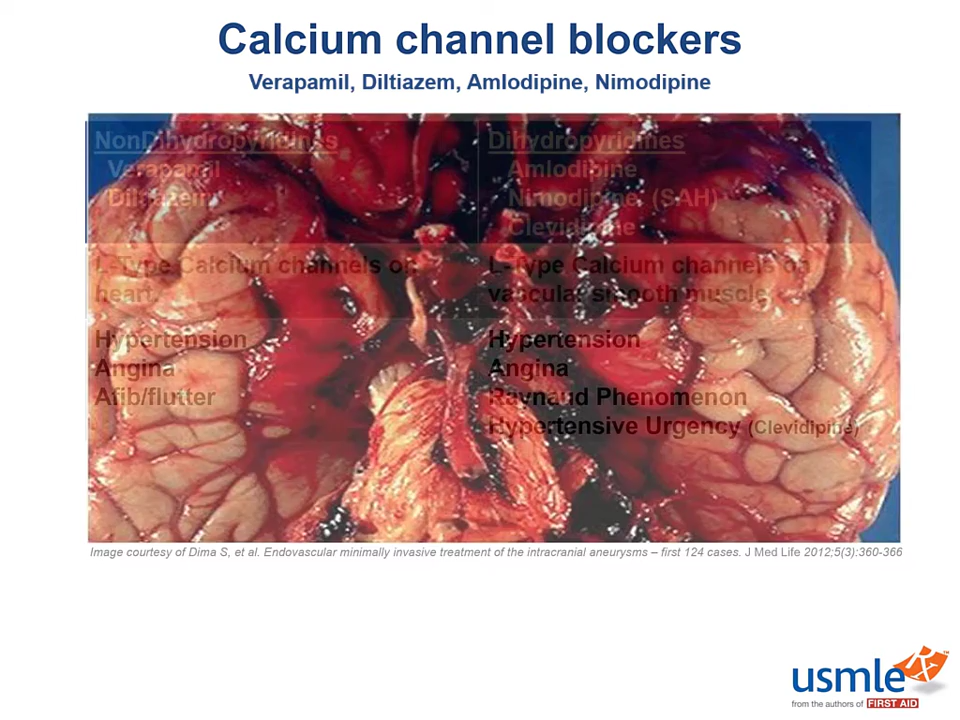 Calcium channel blockers
Verapamil, Diltiazem, Amlodipine, Nimodipine
NonDihydropyridines
Verapamil
Diltiazem
Dihydropyridines
Amlodipine
Nimodipine (SAH)
Clevidipine
L-Type Calcium channels on
heart.
L-Type Calcium channels on
vascular smooth muscle
Hypertension
Angina
Afib/flutter
Hypertension
Angina
Raynaud Phenomenon
Hypertensive Urgency (Clevidipine)
Image courtesy of Dima S, et al. Endovascular minimally invasive treatment of the intracranial aneurysms – first 124 cases. J Med Life 2012;5(3):360-366
usmle Rx ™
from the authors of FIRST AID